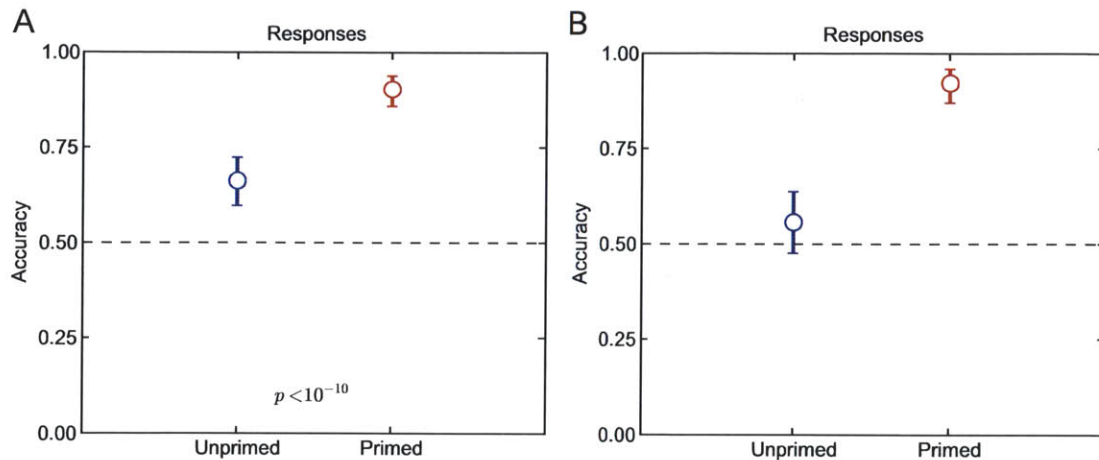 A
Responses
1.00
0.75
0.50
0.25
0.00
Accuracy
p<10⁻¹⁰
Unprimed Primed
B
Responses
1.00
0.75
0.50
0.25
0.00
Accuracy
Unprimed Primed